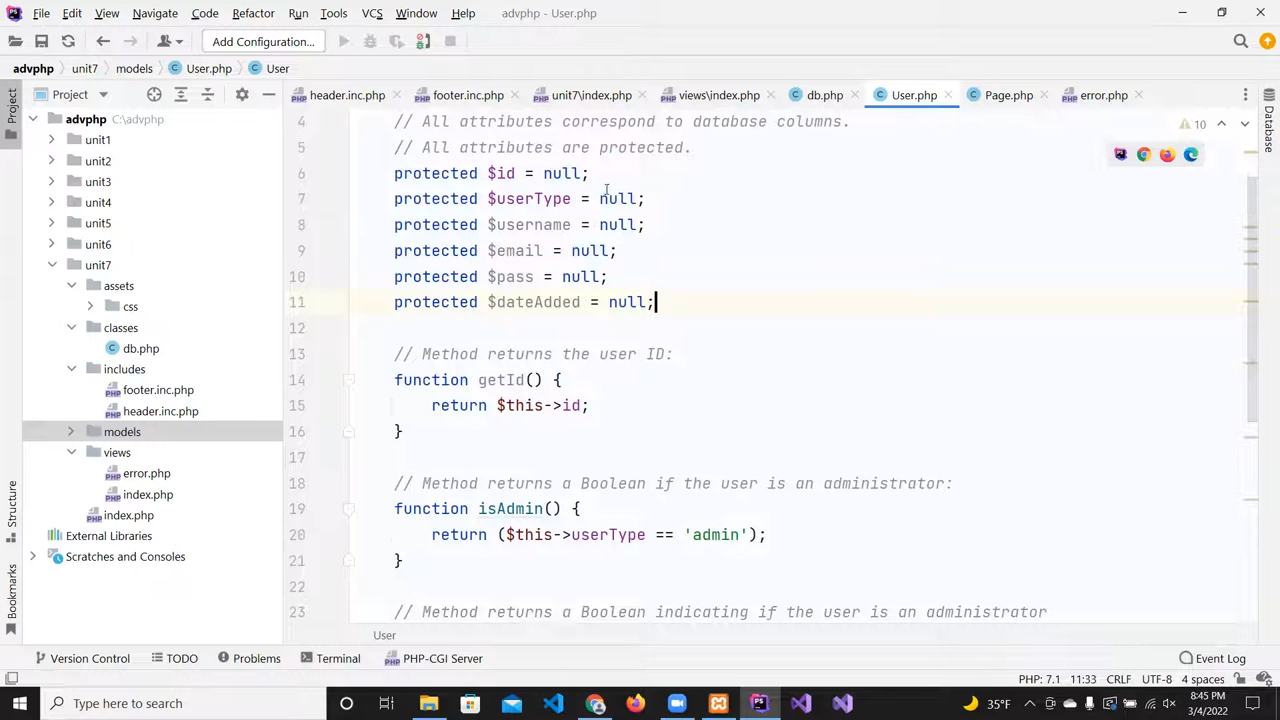 File Edit View Navigate Code Refactor Run Tools VCS Window Help advphp - User.php
Add Configuration...
advphp unit7 models User.php User
Project
header.inc.php footer.inc.php unit7\index.php views\index.php db.php User.php Page.php error.php
Project
Database
Structure
Bookmarks
advphp C:\advphp
unit1
unit2
unit3
unit4
unit5
unit6
unit7
assets
css
classes
db.php
includes
footer.inc.php
header.inc.php
models
views
error.php
index.php
index.php
External Libraries
Scratches and Consoles
10
4 // All attributes correspond to database columns.
5 // All attributes are protected.
6 protected $id = null;
7 protected $userType = null;
8 protected $username = null;
9 protected $email = null;
10 protected $pass = null;
11 protected $dateAdded = null;
12
13 // Method returns the user ID:
14 function getId() {
15 return $this->id;
16 }
17
18 // Method returns a Boolean if the user is an administrator:
19 function isAdmin() {
20 return ($this->userType == 'admin');
21 }
22
23 // Method returns a Boolean indicating if the user is an administrator
User
Version Control TODO Problems Terminal PHP-CGI Server Event Log
PHP: 7.1 11:33 CRLF UTF-8 4 spaces
Type here to search
35°F
8:45 PM
3/4/2022